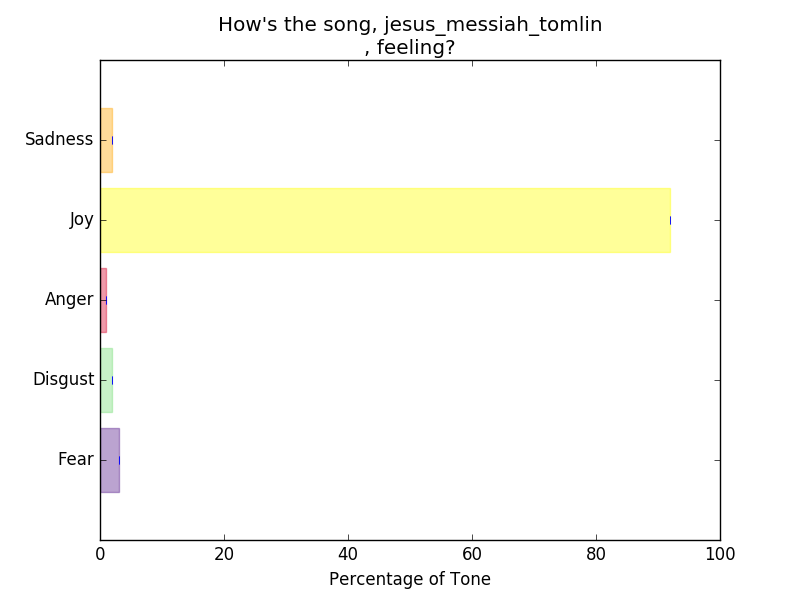 How's the song, jesus_messiah_tomlin
, feeling?
Sadness
Joy
Anger
Disgust
Fear
0 20 40 60 80 100
Percentage of Tone